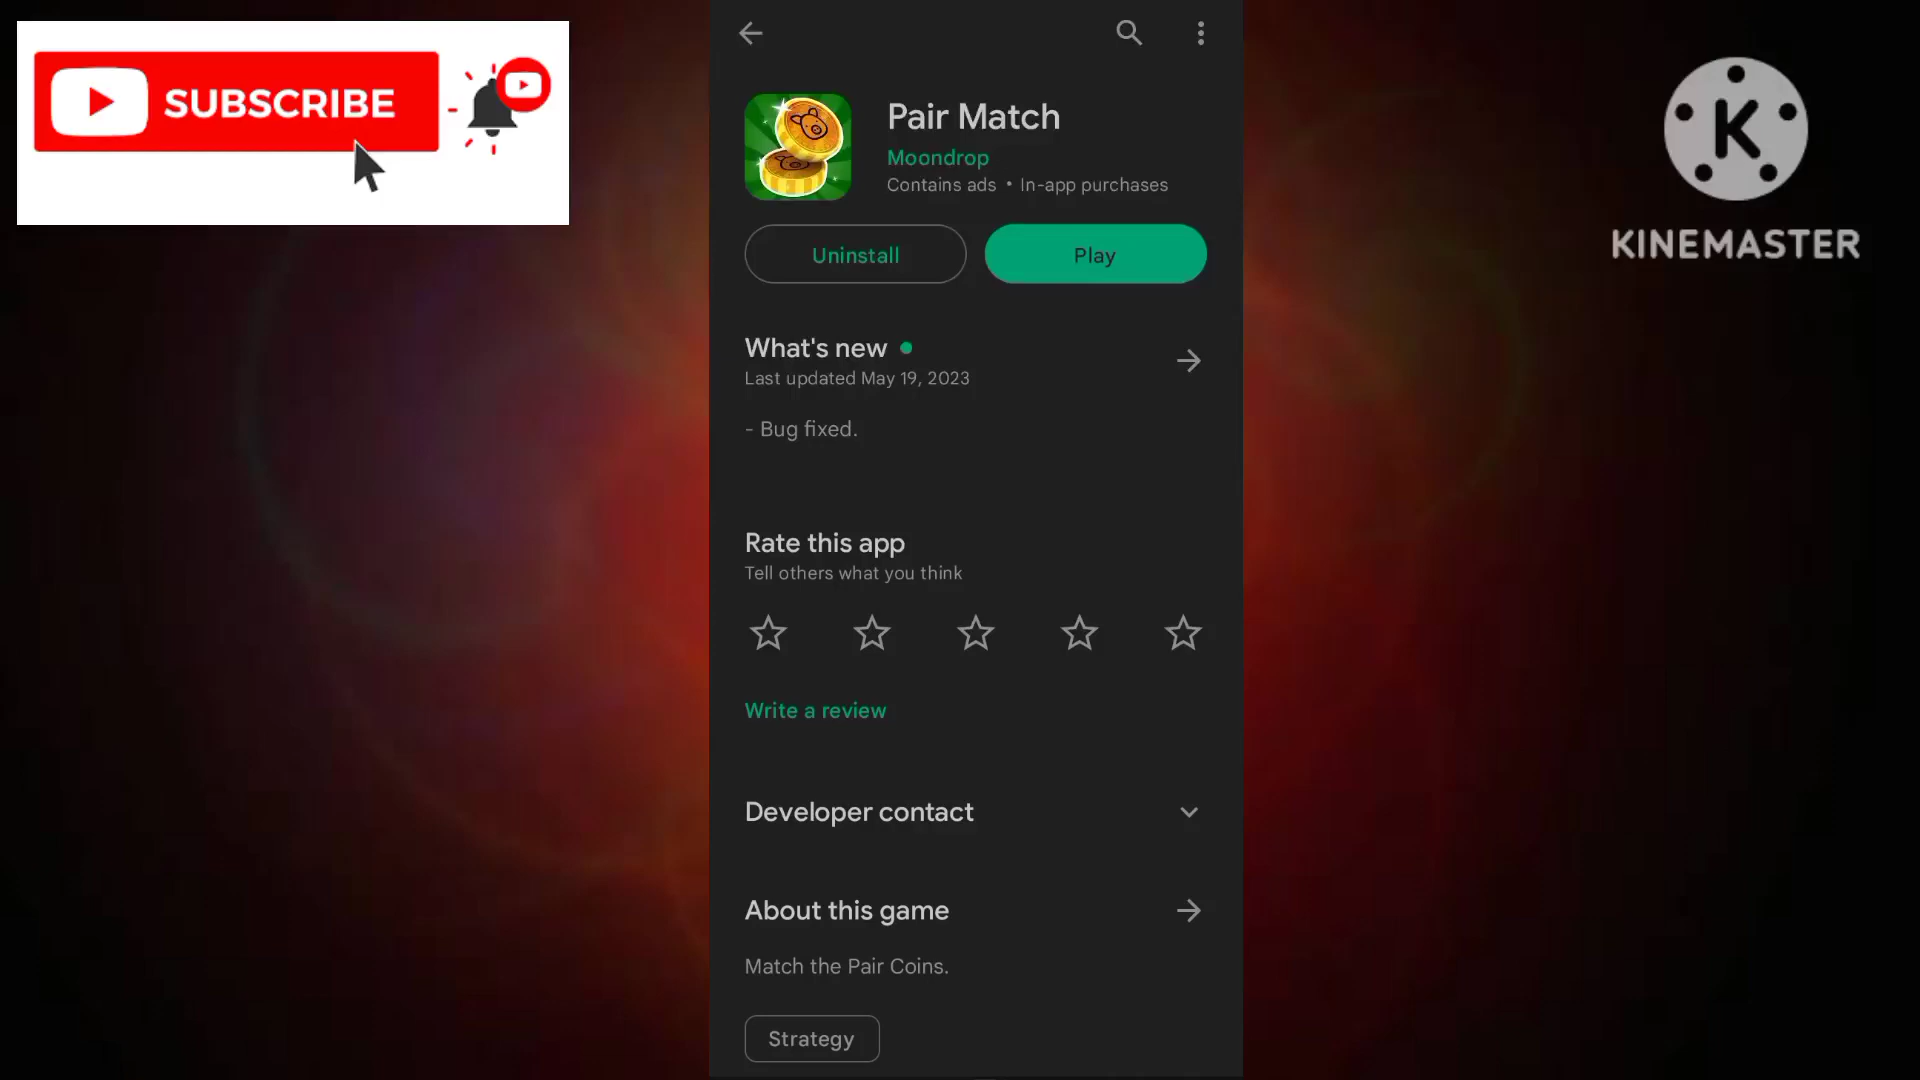 SUBSCRIBE
Pair Match
Moondrop
Contains ads • In-app purchases
Uninstall
Play
What's new
Last updated May 19, 2023
- Bug fixed.
Rate this app
Tell others what you think
Write a review
Developer contact
About this game
Match the Pair Coins.
Strategy
K
KINEMASTER